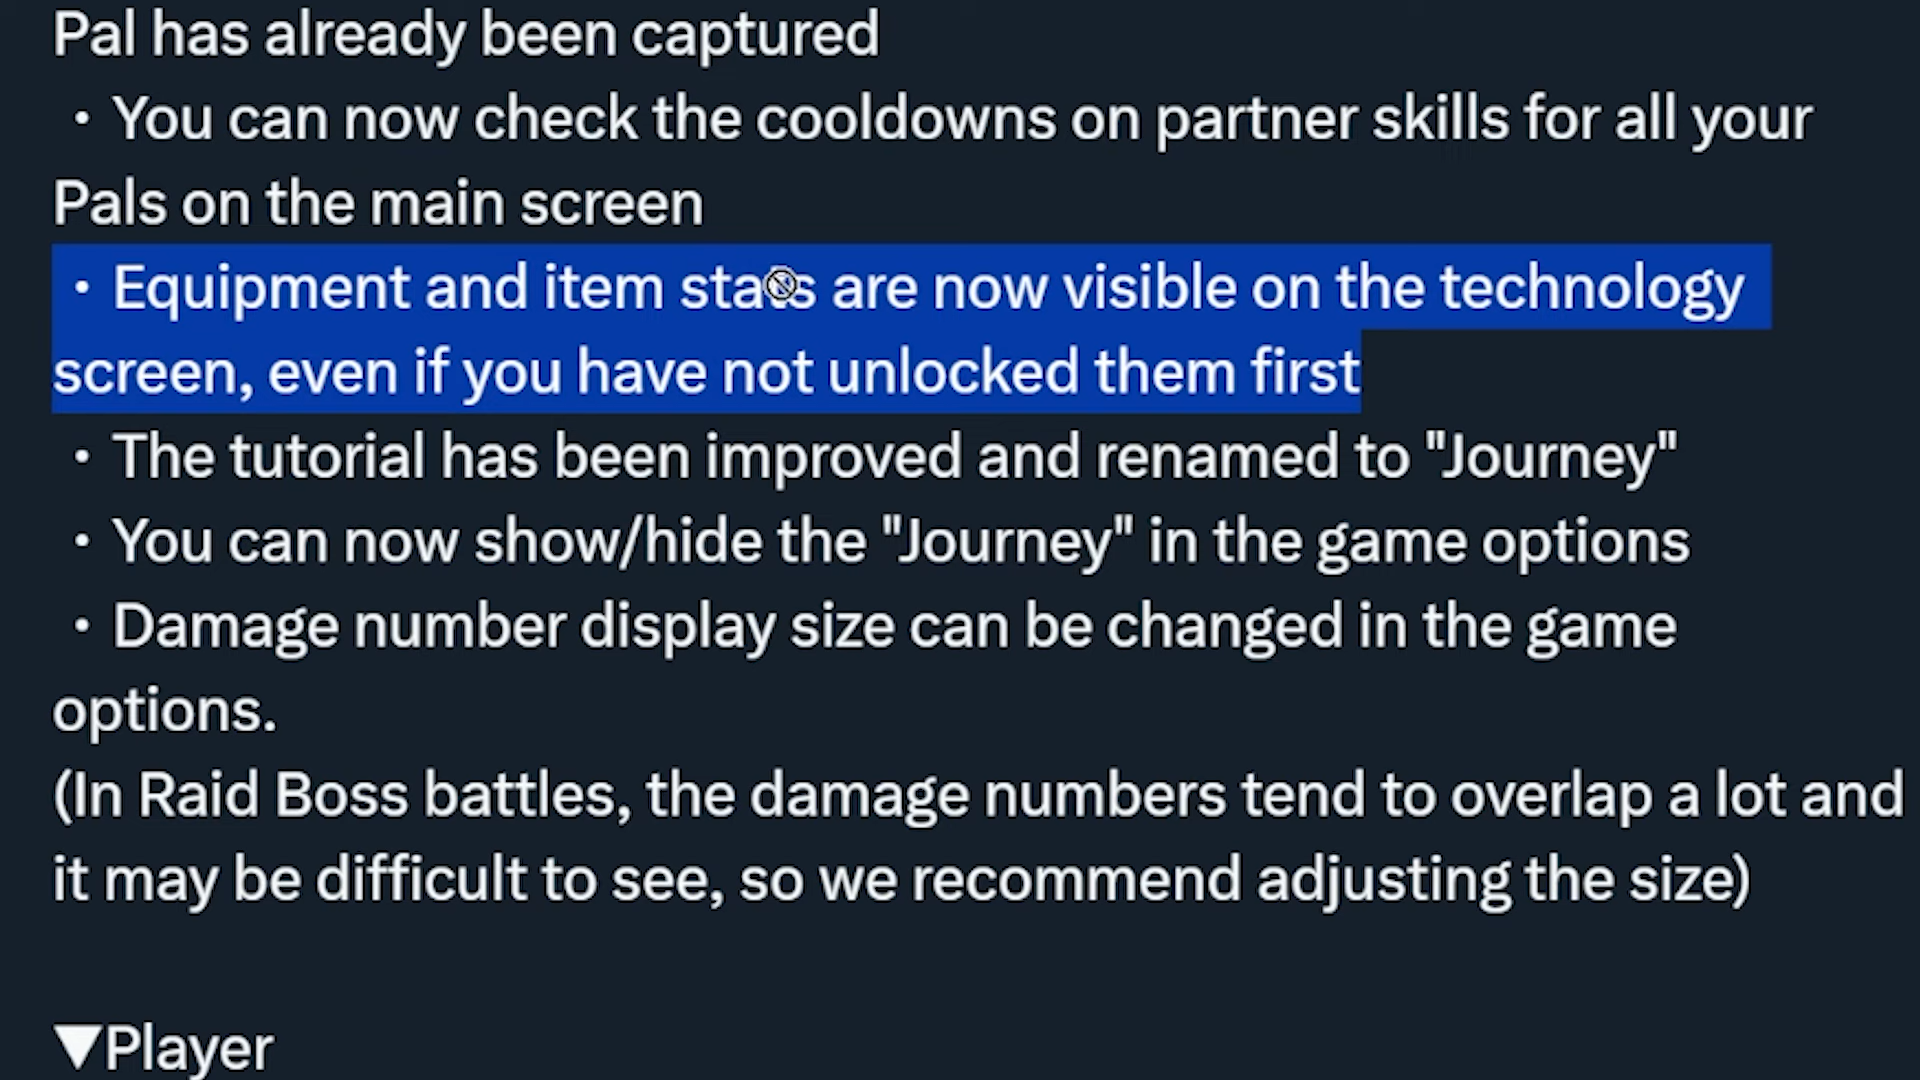 Pal has already been captured
・You can now check the cooldowns on partner skills for all your
Pals on the main screen
・Equipment and item stats are now visible on the technology
screen, even if you have not unlocked them first
・The tutorial has been improved and renamed to "Journey"
・You can now show/hide the "Journey" in the game options
・Damage number display size can be changed in the game
options.
(In Raid Boss battles, the damage numbers tend to overlap a lot and
it may be difficult to see, so we recommend adjusting the size)
▼Player